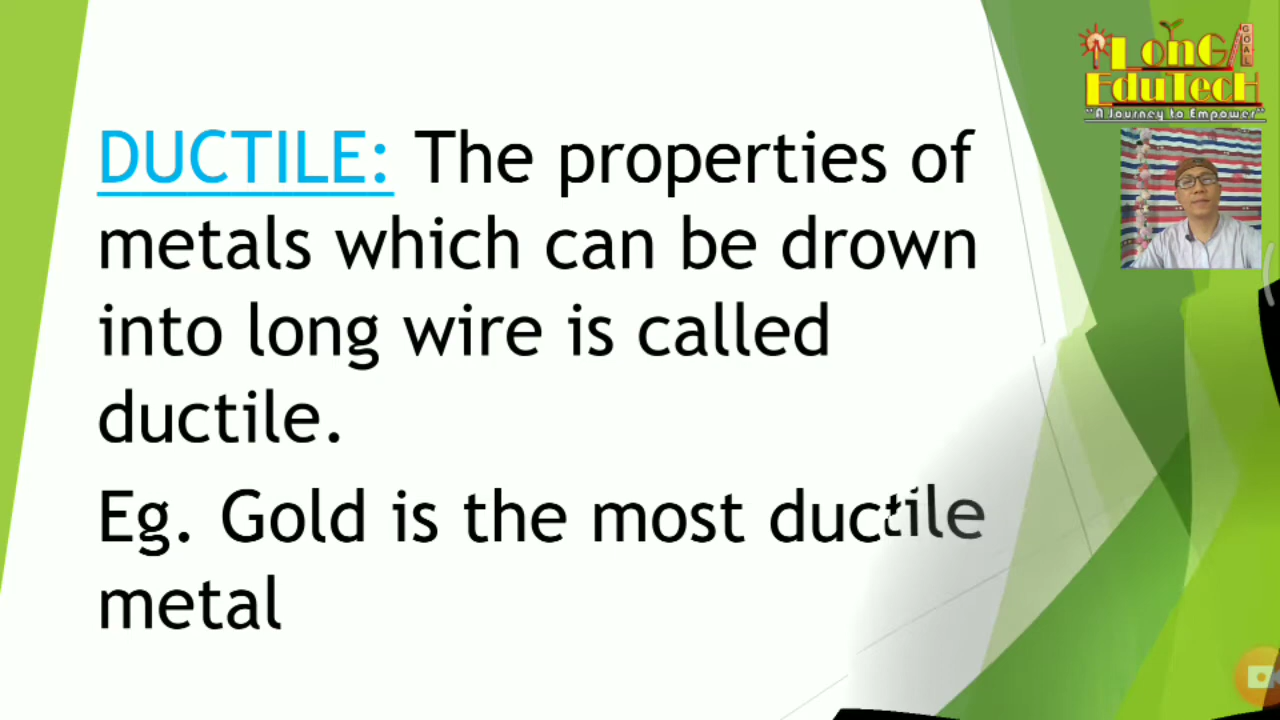 LonG
GOAL
EduTecH
"A Journey to Empower"
DUCTILE: The properties of
metals which can be drown
into long wire is called
ductile.
Eg. Gold is the most ductile
metal